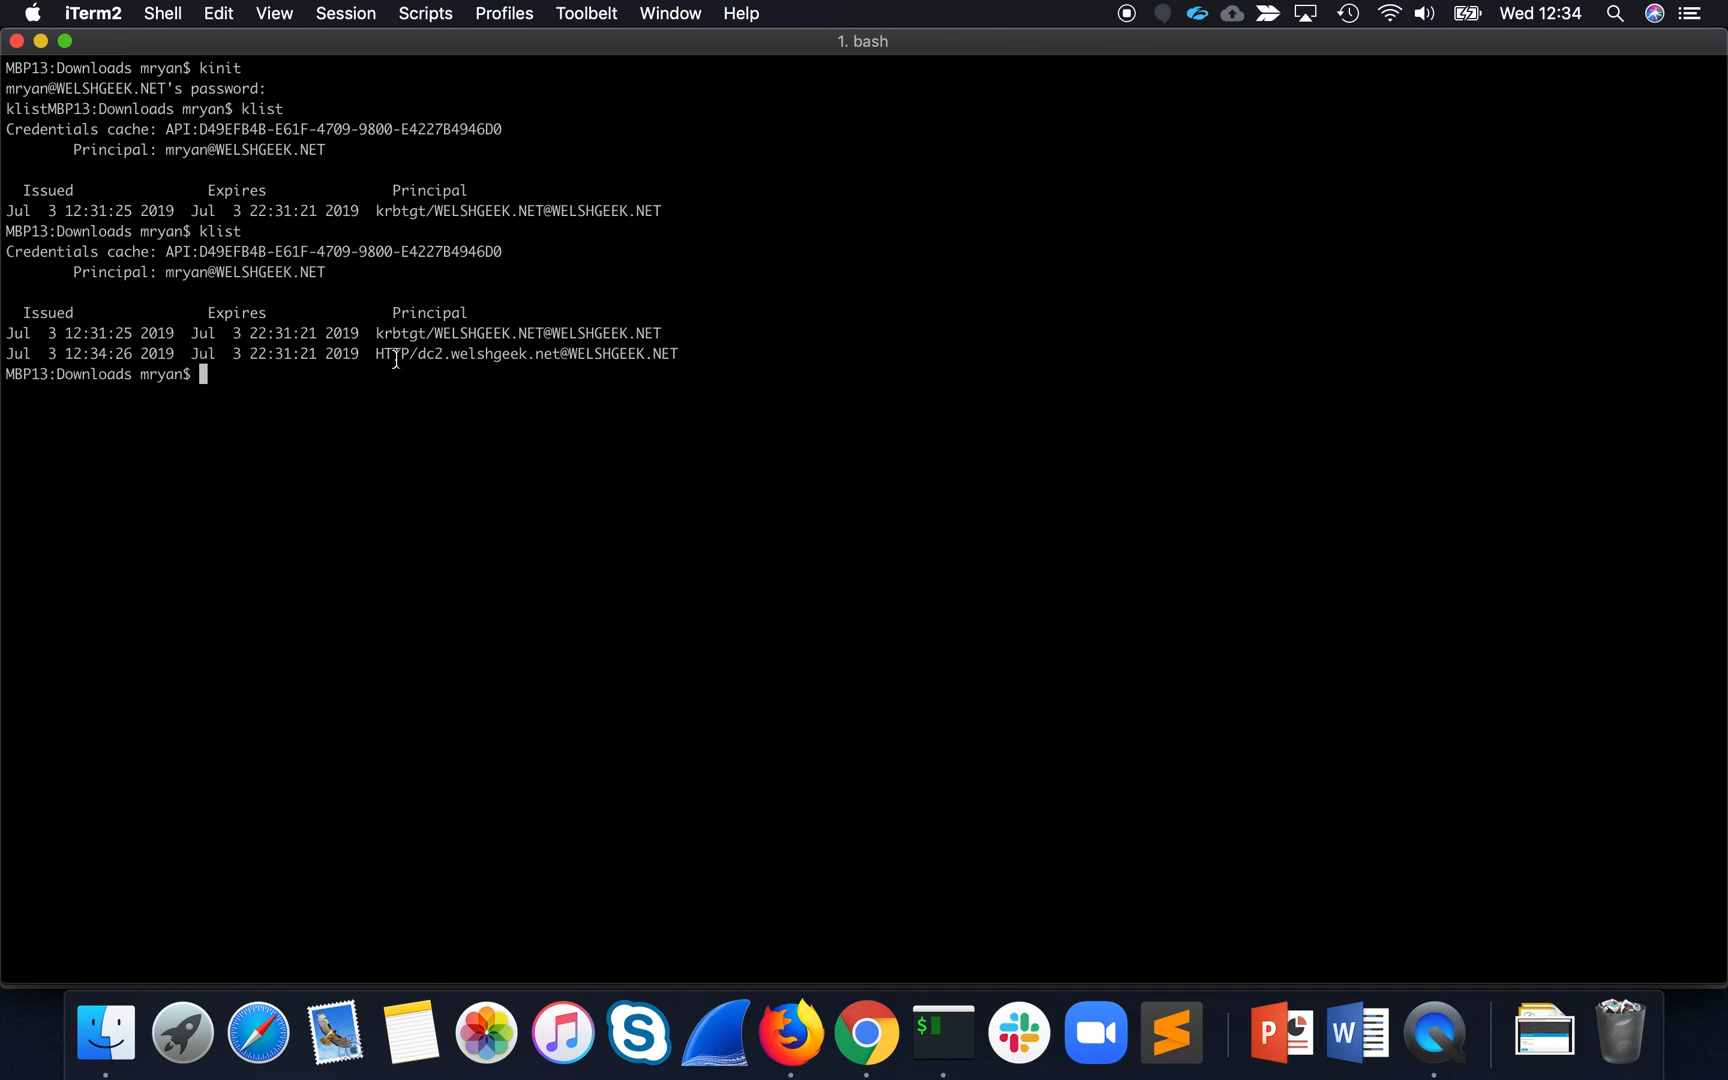 iTerm2 Shell Edit View Session Scripts Profiles Toolbelt Window Help Wed 12:34
1. bash
MBP13:Downloads mryan$ kinit
mryan@WELSHGEEK.NET's password:
klistMBP13:Downloads mryan$ klist
Credentials cache: API:D49EFB4B-E61F-4709-9800-E4227B4946D0
Principal: mryan@WELSHGEEK.NET
Issued Expires Principal
Jul 3 12:31:25 2019 Jul 3 22:31:21 2019 krbtgt/WELSHGEEK.NET@WELSHGEEK.NET
MBP13:Downloads mryan$ klist
Credentials cache: API:D49EFB4B-E61F-4709-9800-E4227B4946D0
Principal: mryan@WELSHGEEK.NET
Issued Expires Principal
Jul 3 12:31:25 2019 Jul 3 22:31:21 2019 krbtgt/WELSHGEEK.NET@WELSHGEEK.NET
Jul 3 12:34:26 2019 Jul 3 22:31:21 2019 HTTP/dc2.welshgeek.net@WELSHGEEK.NET
MBP13:Downloads mryan$
S $ S P W